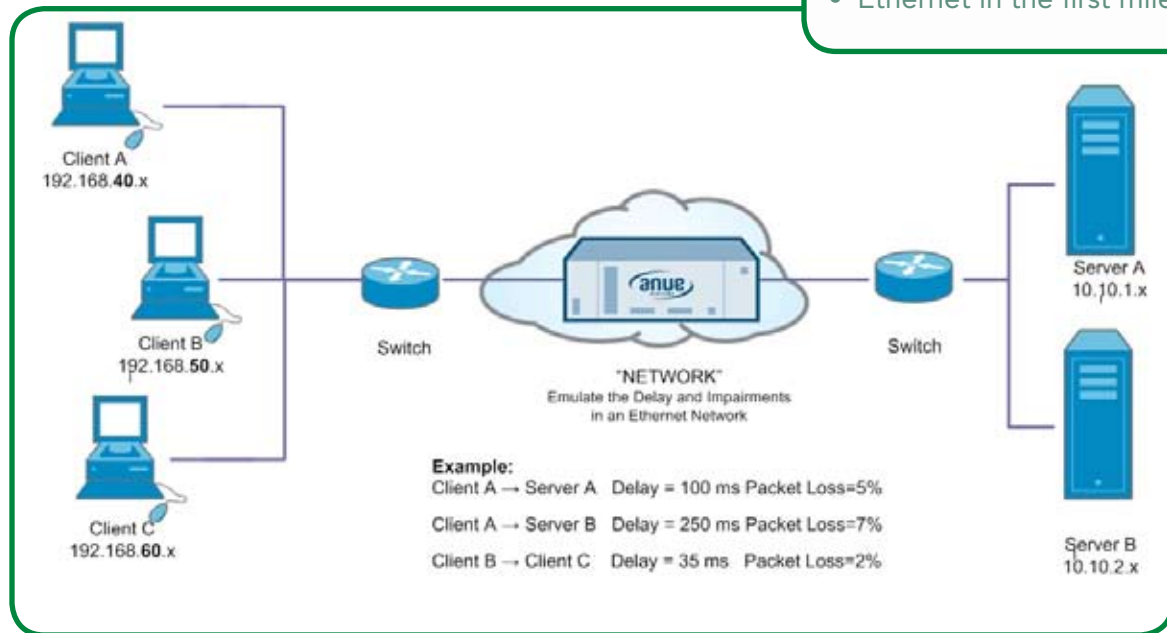 • Ethernet in the first mile
Client A
192.168.40.x
Client B
192.168.50.x
Client C
192.168.60.x
Switch
anue
"NETWORK"
Emulate the Delay and Impairments
in an Ethernet Network
Switch
Server A
10.10.1.x
Server B
10.10.2.x
Example:
Client A → Server A Delay = 100 ms Packet Loss=5%
Client A → Server B Delay = 250 ms Packet Loss=7%
Client B → Client C Delay = 35 ms Packet Loss=2%